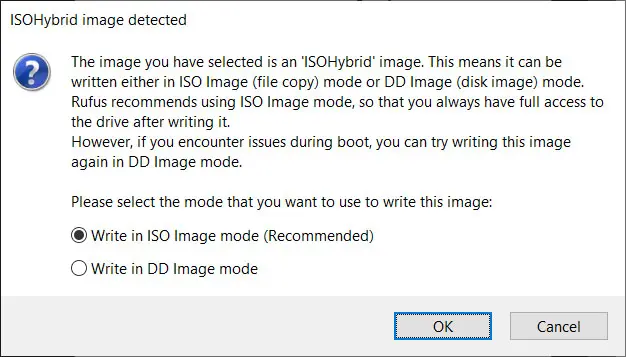 ISOHybrid image detected
The image you have selected is an 'ISOHybrid' image. This means it can be
written either in ISO Image (file copy) mode or DD Image (disk image) mode.
Rufus recommends using ISO Image mode, so that you always have full access to
the drive after writing it.
However, if you encounter issues during boot, you can try writing this image
again in DD Image mode.
Please select the mode that you want to use to write this image:
Write in ISO Image mode (Recommended)
Write in DD Image mode
OK
Cancel